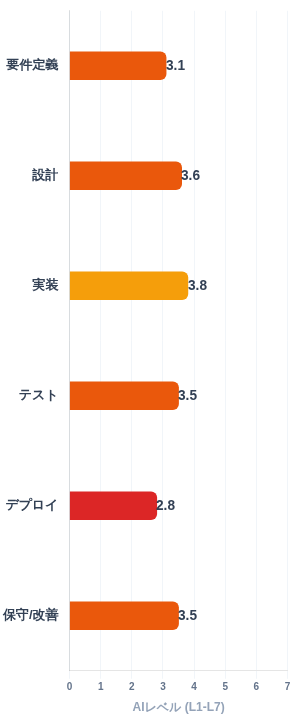 要件定義 3.1
設計 3.6
実装 3.8
テスト 3.5
デプロイ 2.8
保守/改善 3.5
0 1 2 3 4 5 6 7
AIレベル (L1-L7)